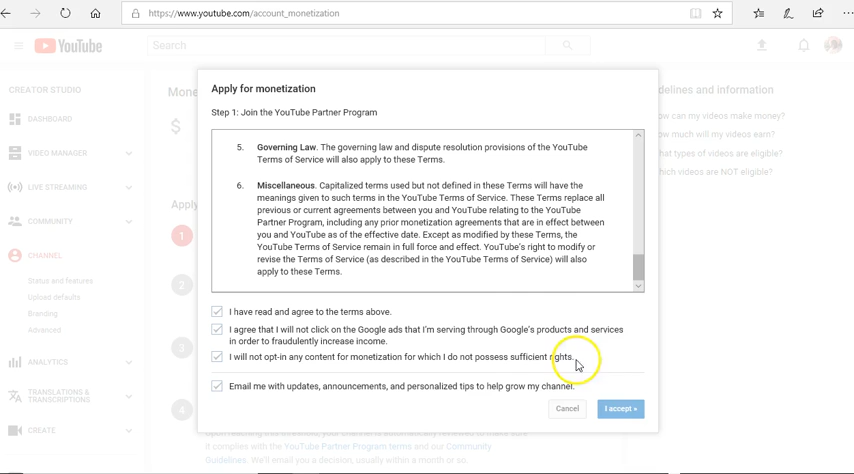 https://www.youtube.com/account_monetization
YouTube
Search
CREATOR STUDIO
DASHBOARD
VIDEO MANAGER
LIVE STREAMING
COMMUNITY
CHANNEL
Status and features
Upload defaults
Branding
Advanced
ANALYTICS
TRANSLATIONS &
TRANSCRIPTIONS
CREATE
Mone
$
Apply
1
2
3
4
Apply for monetization
Step 1: Join the YouTube Partner Program
5. Governing Law. The governing law and dispute resolution provisions of the YouTube
Terms of Service will also apply to these Terms.
6. Miscellaneous. Capitalized terms used but not defined in these Terms will have the
meanings given to such terms in the YouTube Terms of Service. These Terms replace all
previous or current agreements between you and YouTube relating to the YouTube
Partner Program, including any prior monetization agreements that are in effect between
you and YouTube as of the effective date. Except as modified by these Terms, the
YouTube Terms of Service remain in full force and effect. YouTube's right to modify or
revise the Terms of Service (as described in the YouTube Terms of Service) will also
apply to these Terms.
I have read and agree to the terms above.
I agree that I will not click on the Google ads that I'm serving through Google's products and services
in order to fraudulently increase income.
I will not opt-in any content for monetization for which I do not possess sufficient rights.
Email me with updates, announcements, and personalized tips to help grow my channel.
Cancel
I accept »
delines and information
ow can my videos make money?
ow much will my videos earn?
hat types of videos are eligible?
hich videos are NOT eligible?
it complies with the YouTube Partner Program terms and our Community
Guidelines. We'll email you a decision, usually within a month or so.